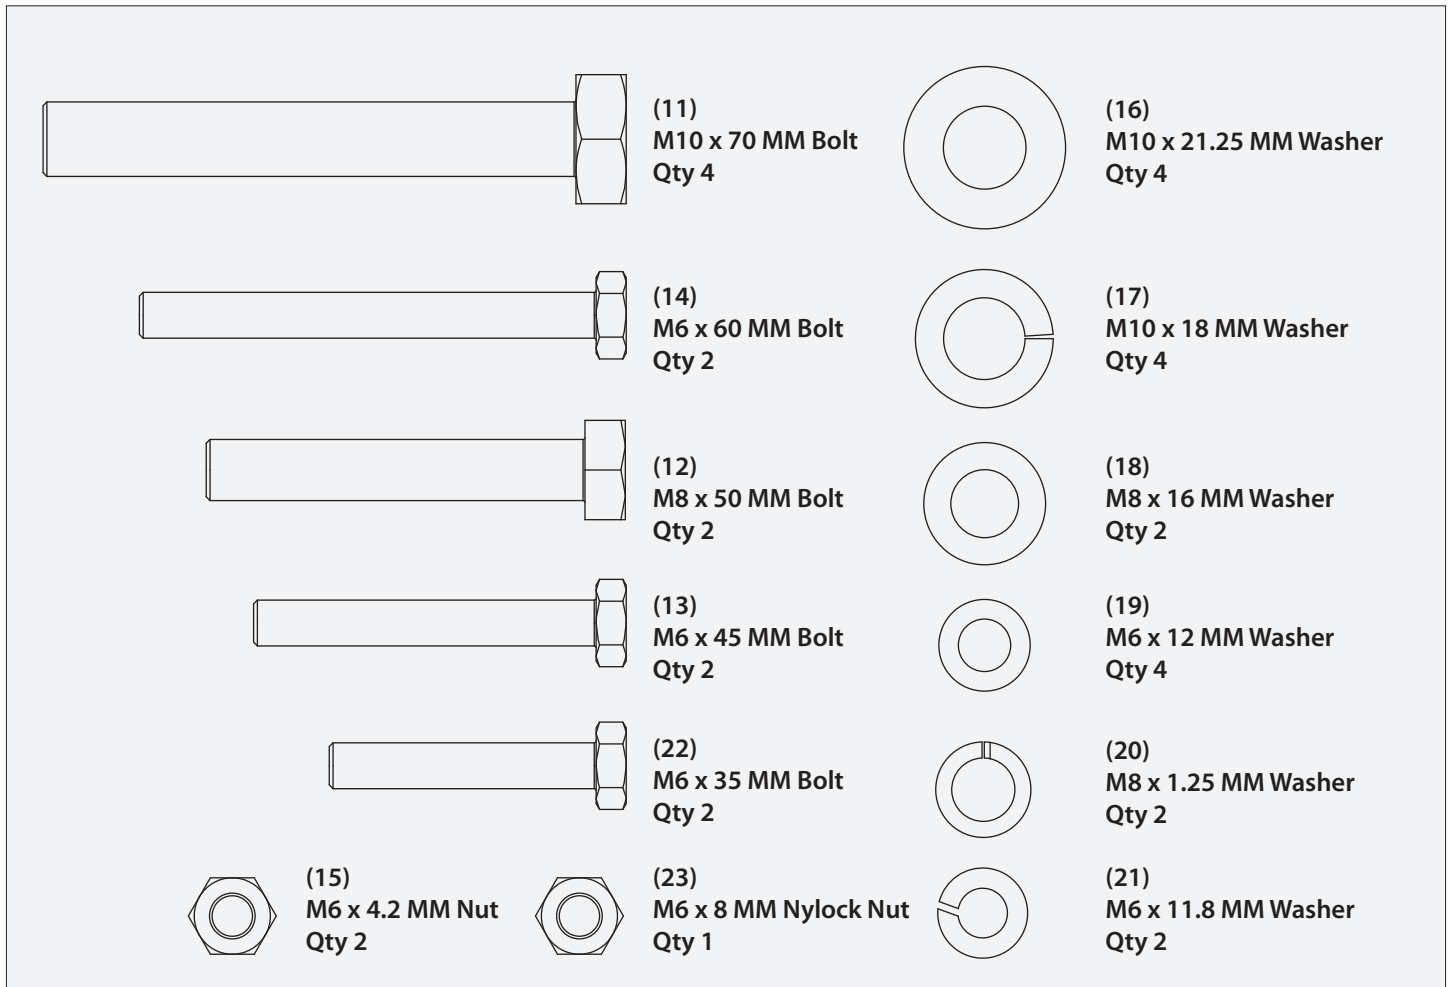 (11)
M10 x 70 MM Bolt
Qty 4
(14)
M6 x 60 MM Bolt
Qty 2
(12)
M8 x 50 MM Bolt
Qty 2
(13)
M6 x 45 MM Bolt
Qty 2
(22)
M6 x 35 MM Bolt
Qty 2
(15)
M6 x 4.2 MM Nut
Qty 2
(23)
M6 x 8 MM Nylock Nut
Qty 1
(16)
M10 x 21.25 MM Washer
Qty 4
(17)
M10 x 18 MM Washer
Qty 4
(18)
M8 x 16 MM Washer
Qty 2
(19)
M6 x 12 MM Washer
Qty 4
(20)
M8 x 1.25 MM Washer
Qty 2
(21)
M6 x 11.8 MM Washer
Qty 2